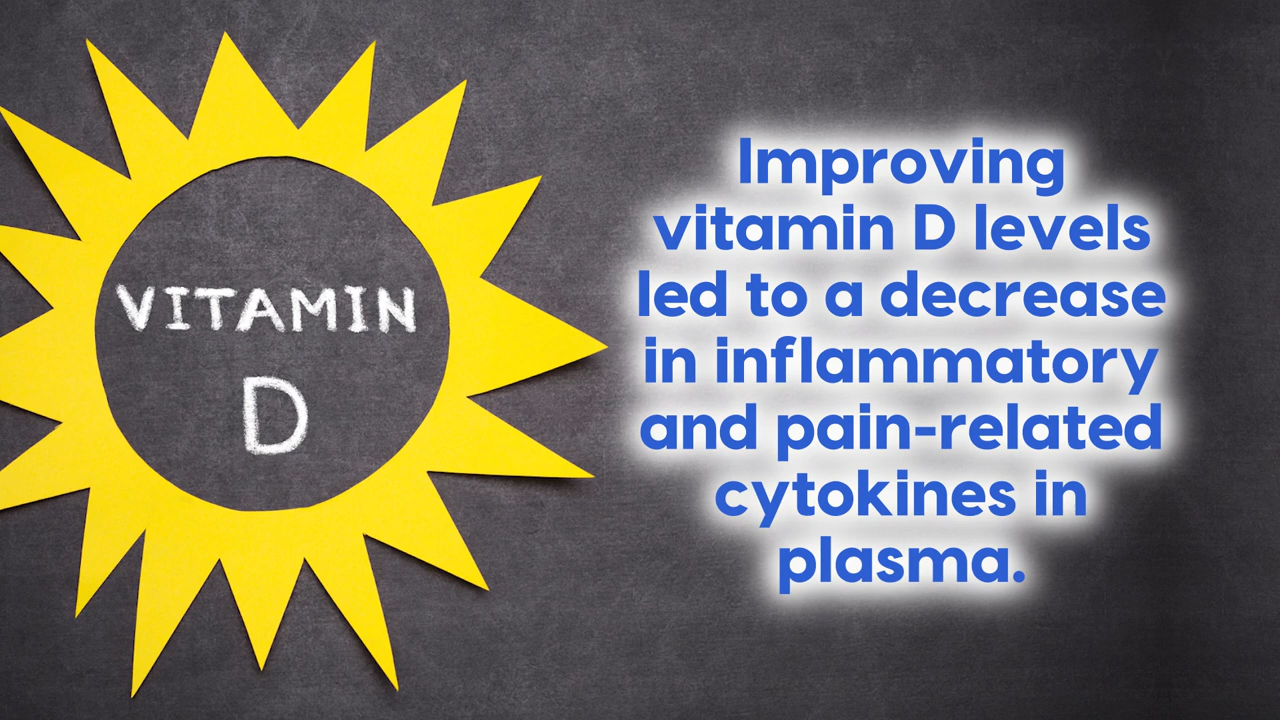 VITAMIN
D
Improving
vitamin D levels
led to a decrease
in inflammatory
and pain-related
cytokines in
plasma.